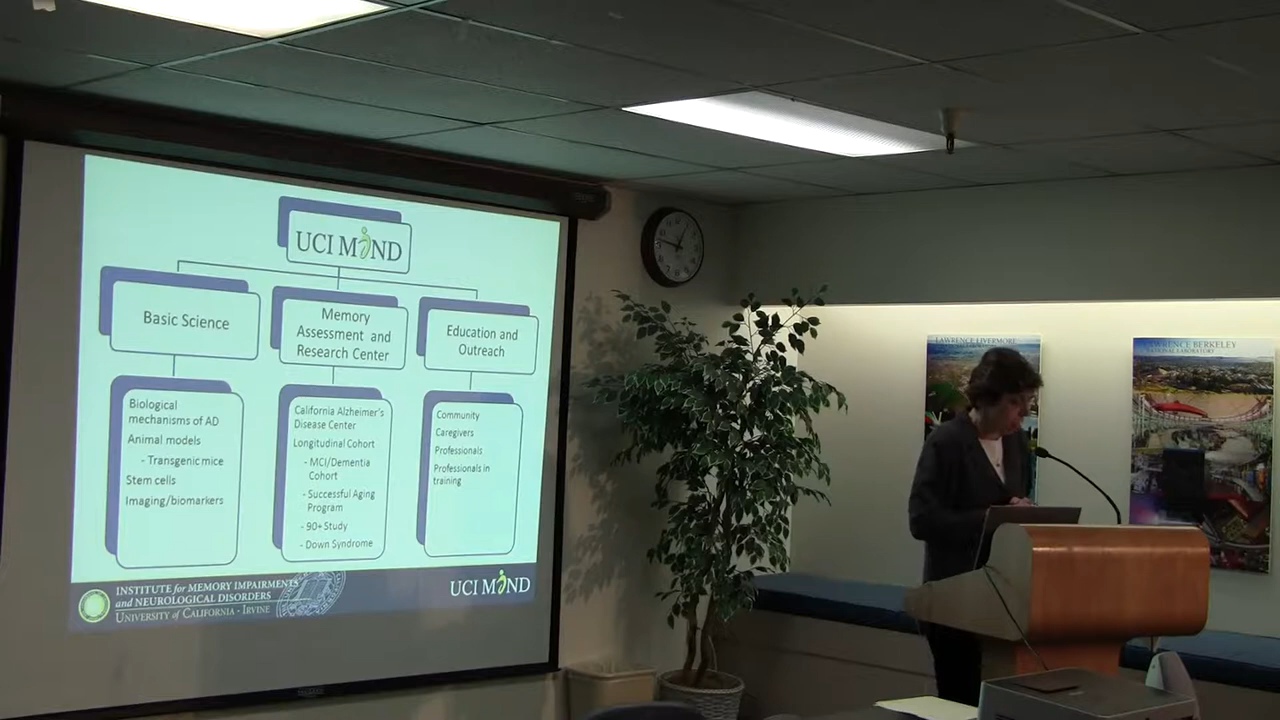 UCI MIND
Basic Science
Memory
Assessment and
Research Center
Education and
Outreach
Biological
mechanisms of AD
Animal models
- Transgenic mice
Stem cells
Imaging/biomarkers
California Alzheimer's
Disease Center
Longitudinal Cohort
- MCI/Dementia
Cohort
- Successful Aging
Program
- 90+ Study
- Down Syndrome
Community
Caregivers
Professionals
Professionals in
training
INSTITUTE for MEMORY IMPAIRMENTS
and NEUROLOGICAL DISORDERS
UNIVERSITY of CALIFORNIA · IRVINE
UCI MIND
LAWRENCE LIVERMORE
LAWRENCE BERKELEY
NATIONAL LABORATORY